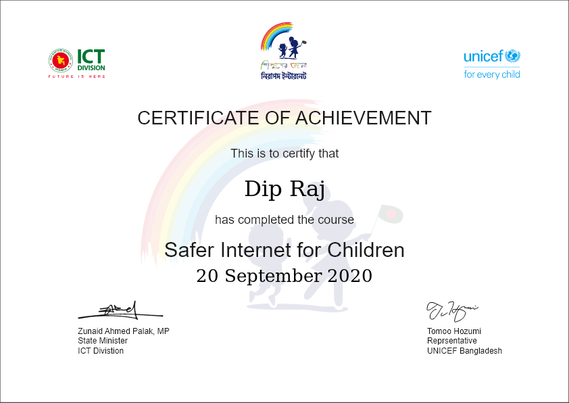 ICT
DIVISION
FUTURE IS HERE
শিশুদের জন্য
নিরাপদ ইন্টারনেট
unicef
for every child
CERTIFICATE OF ACHIEVEMENT
This is to certify that
Dip Raj
has completed the course
Safer Internet for Children
20 September 2020
Zunaid Ahmed Palak, MP
State Minister
ICT Divistion
Tomoo Hozumi
Reprsentative
UNICEF Bangladesh